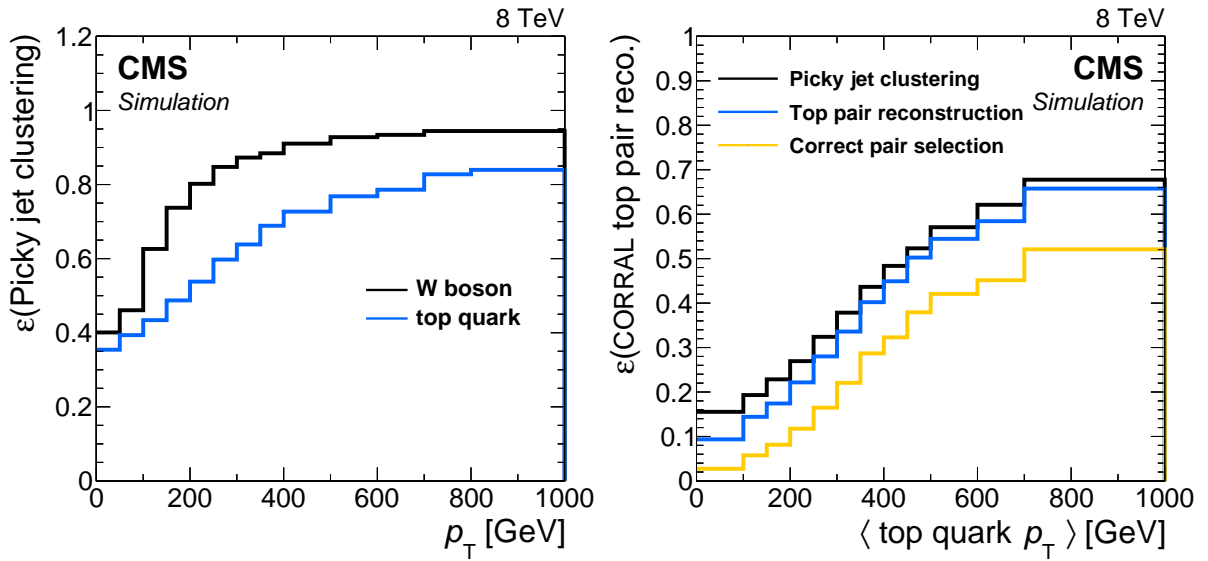 8 TeV
1.2
1
0.8
0.6
0.4
0.2
0
ε(Picky jet clustering)
CMS
Simulation
W boson
top quark
0 200 400 600 800 1000
p_T [GeV]
8 TeV
1
0.9
0.8
0.7
0.6
0.5
0.4
0.3
0.2
0.1
0
ε(CORRAL top pair reco.)
Picky jet clustering
Top pair reconstruction
Correct pair selection
CMS
Simulation
0 200 400 600 800 1000
⟨ top quark p_T ⟩ [GeV]